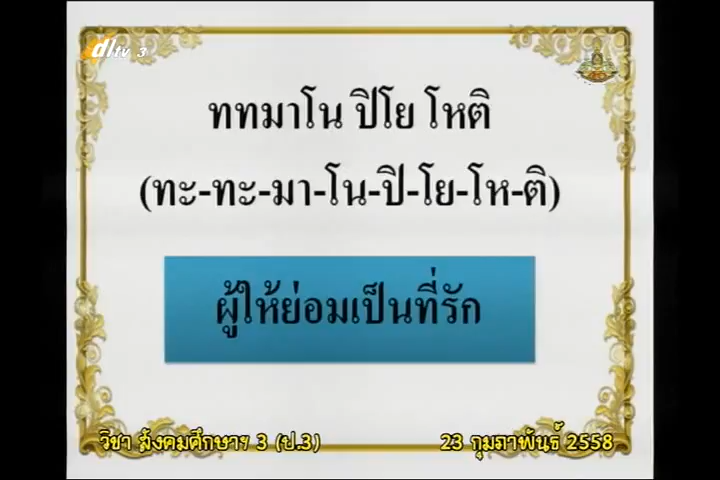 dltv 3
ททมาโน ปิโย โหติ
(ทะ-ทะ-มา-โน-ปิ-โย-โห-ติ)
ผู้ให้ย่อมเป็นที่รัก
วิชา สังคมศึกษาฯ 3 (ป.3)
23 กุมภาพันธ์ 2558